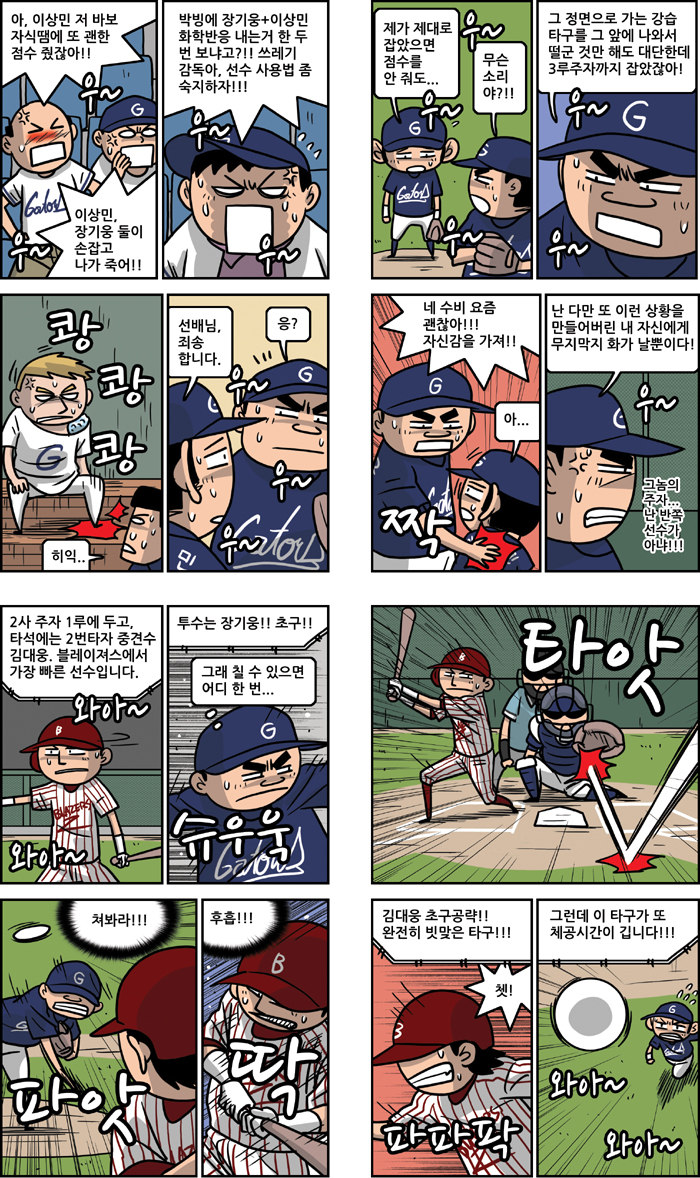 아, 이상민 저 바보
자식땜에 또 괜한
점수 줬잖아!!
우~
G
Gators
이상민,
장기웅 둘이
손잡고
나가 죽어!!
우~
박빙에 장기웅+이상민
화학반응 내는거 한 두
번 보냐고?!! 쓰레기
감독아, 선수 사용법 좀
숙지하자!!!
우~
우~
제가 제대로
잡았으면
점수를
안 줘도...
우~
무슨
소리
야?!!
G
Gators
우~
그 정면으로 가는 강습
타구를 그 앞에 나와서
떨군 것만 해도 대단한데
3루주자까지 잡았잖아!
우~
G
우~
쾅
쾅
쾅
G
히익..
선배님,
죄송
합니다.
응?
우~
G
우~
우~
Gators
민
네 수비 요즘
괜찮아!!!
자신감을 가져!!
G
아...
짝
난 다만 또 이런 상황을
만들어버린 내 자신에게
무지막지 화가 날뿐이다!
우~
G
그놈의
주자...
난 반쪽
선수가
아냐!!!
2사 주자 1루에 두고,
타석에는 2번타자 중견수
김대웅. 블레이져스에서
가장 빠른 선수입니다.
와아~
B
BLAZERS
와아~
투수는 장기웅!! 초구!!
그래 칠 수 있으면
어디 한 번...
G
슈우욱
Gators
타앗
B
쳐봐라!!!
G
파앗
후흡!!!
B
딱
김대웅 초구공략!!
완전히 빗맞은 타구!!!
쳇!
B
파파팍
그런데 이 타구가 또
체공시간이 깁니다!!!
G
와아~
와아~